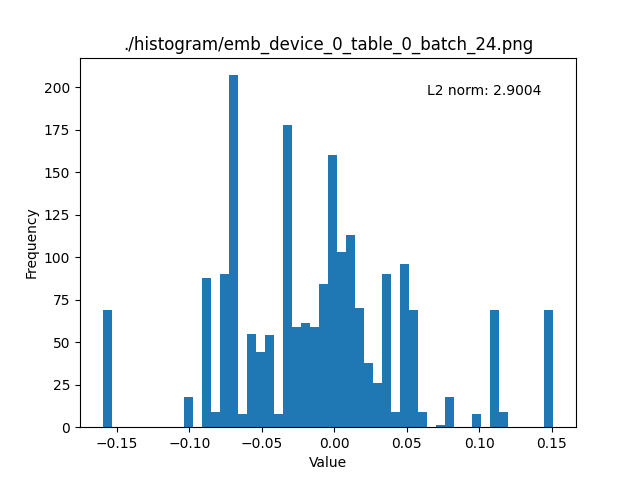 ./histogram/emb_device_0_table_0_batch_24.png
L2 norm: 2.9004
Frequency
200
175
150
125
100
75
50
25
0
−0.15 −0.10 −0.05 0.00 0.05 0.10 0.15
Value